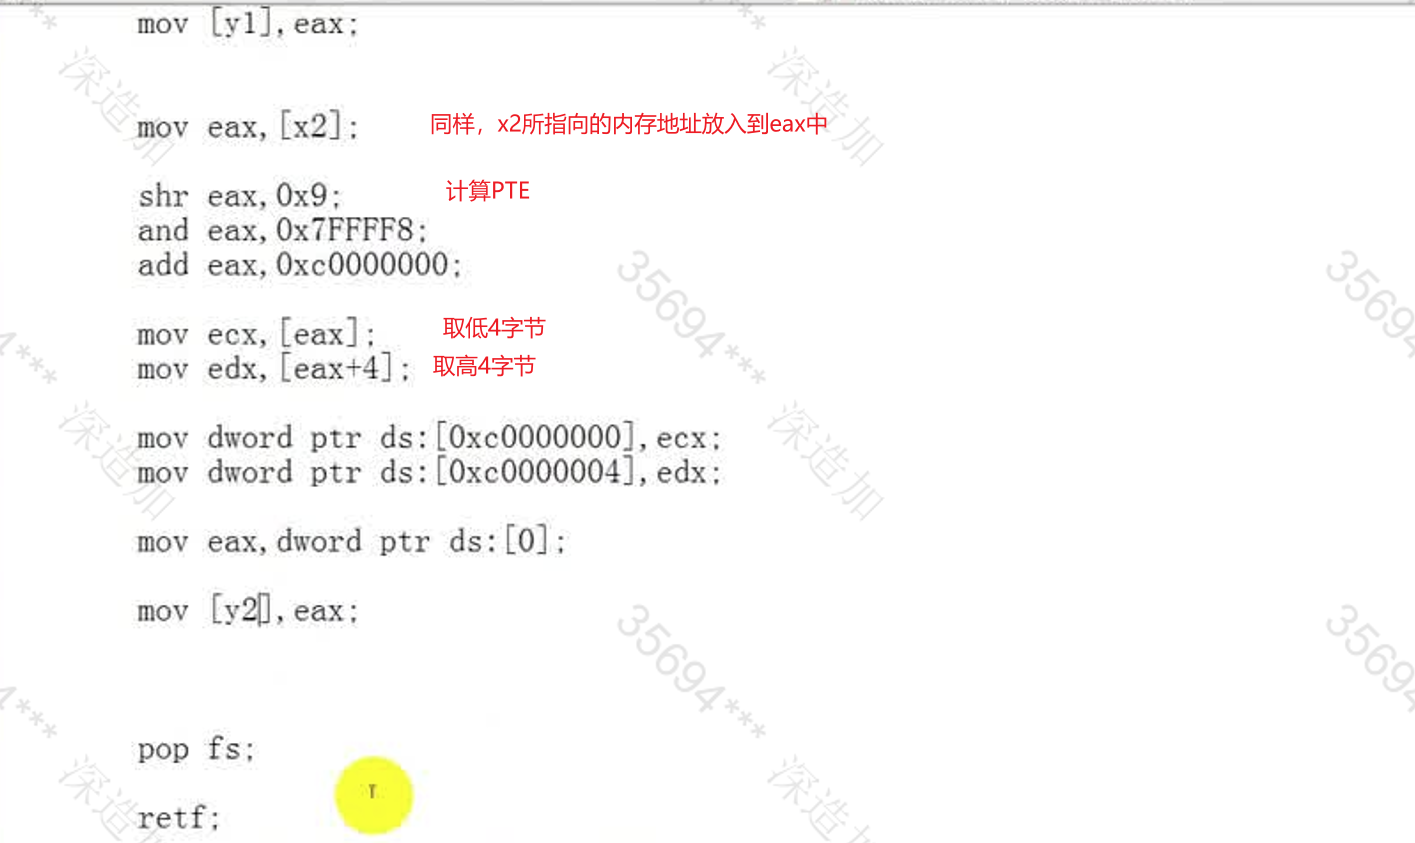 mov [y1],eax;
mov eax,[x2]; 同样，x2所指向的内存地址放入到eax中
shr eax,0x9; 计算PTE
and eax,0x7FFFF8;
add eax,0xc0000000;
mov ecx,[eax]; 取低4字节
mov edx,[eax+4]; 取高4字节
mov dword ptr ds:[0xc0000000],ecx;
mov dword ptr ds:[0xc0000004],edx;
mov eax,dword ptr ds:[0];
mov [y2],eax;
pop fs;
retf;
深造加
深造加
35694***
35694
4***
深造加
深造加
35694***
35694
4***
深造加
深造加